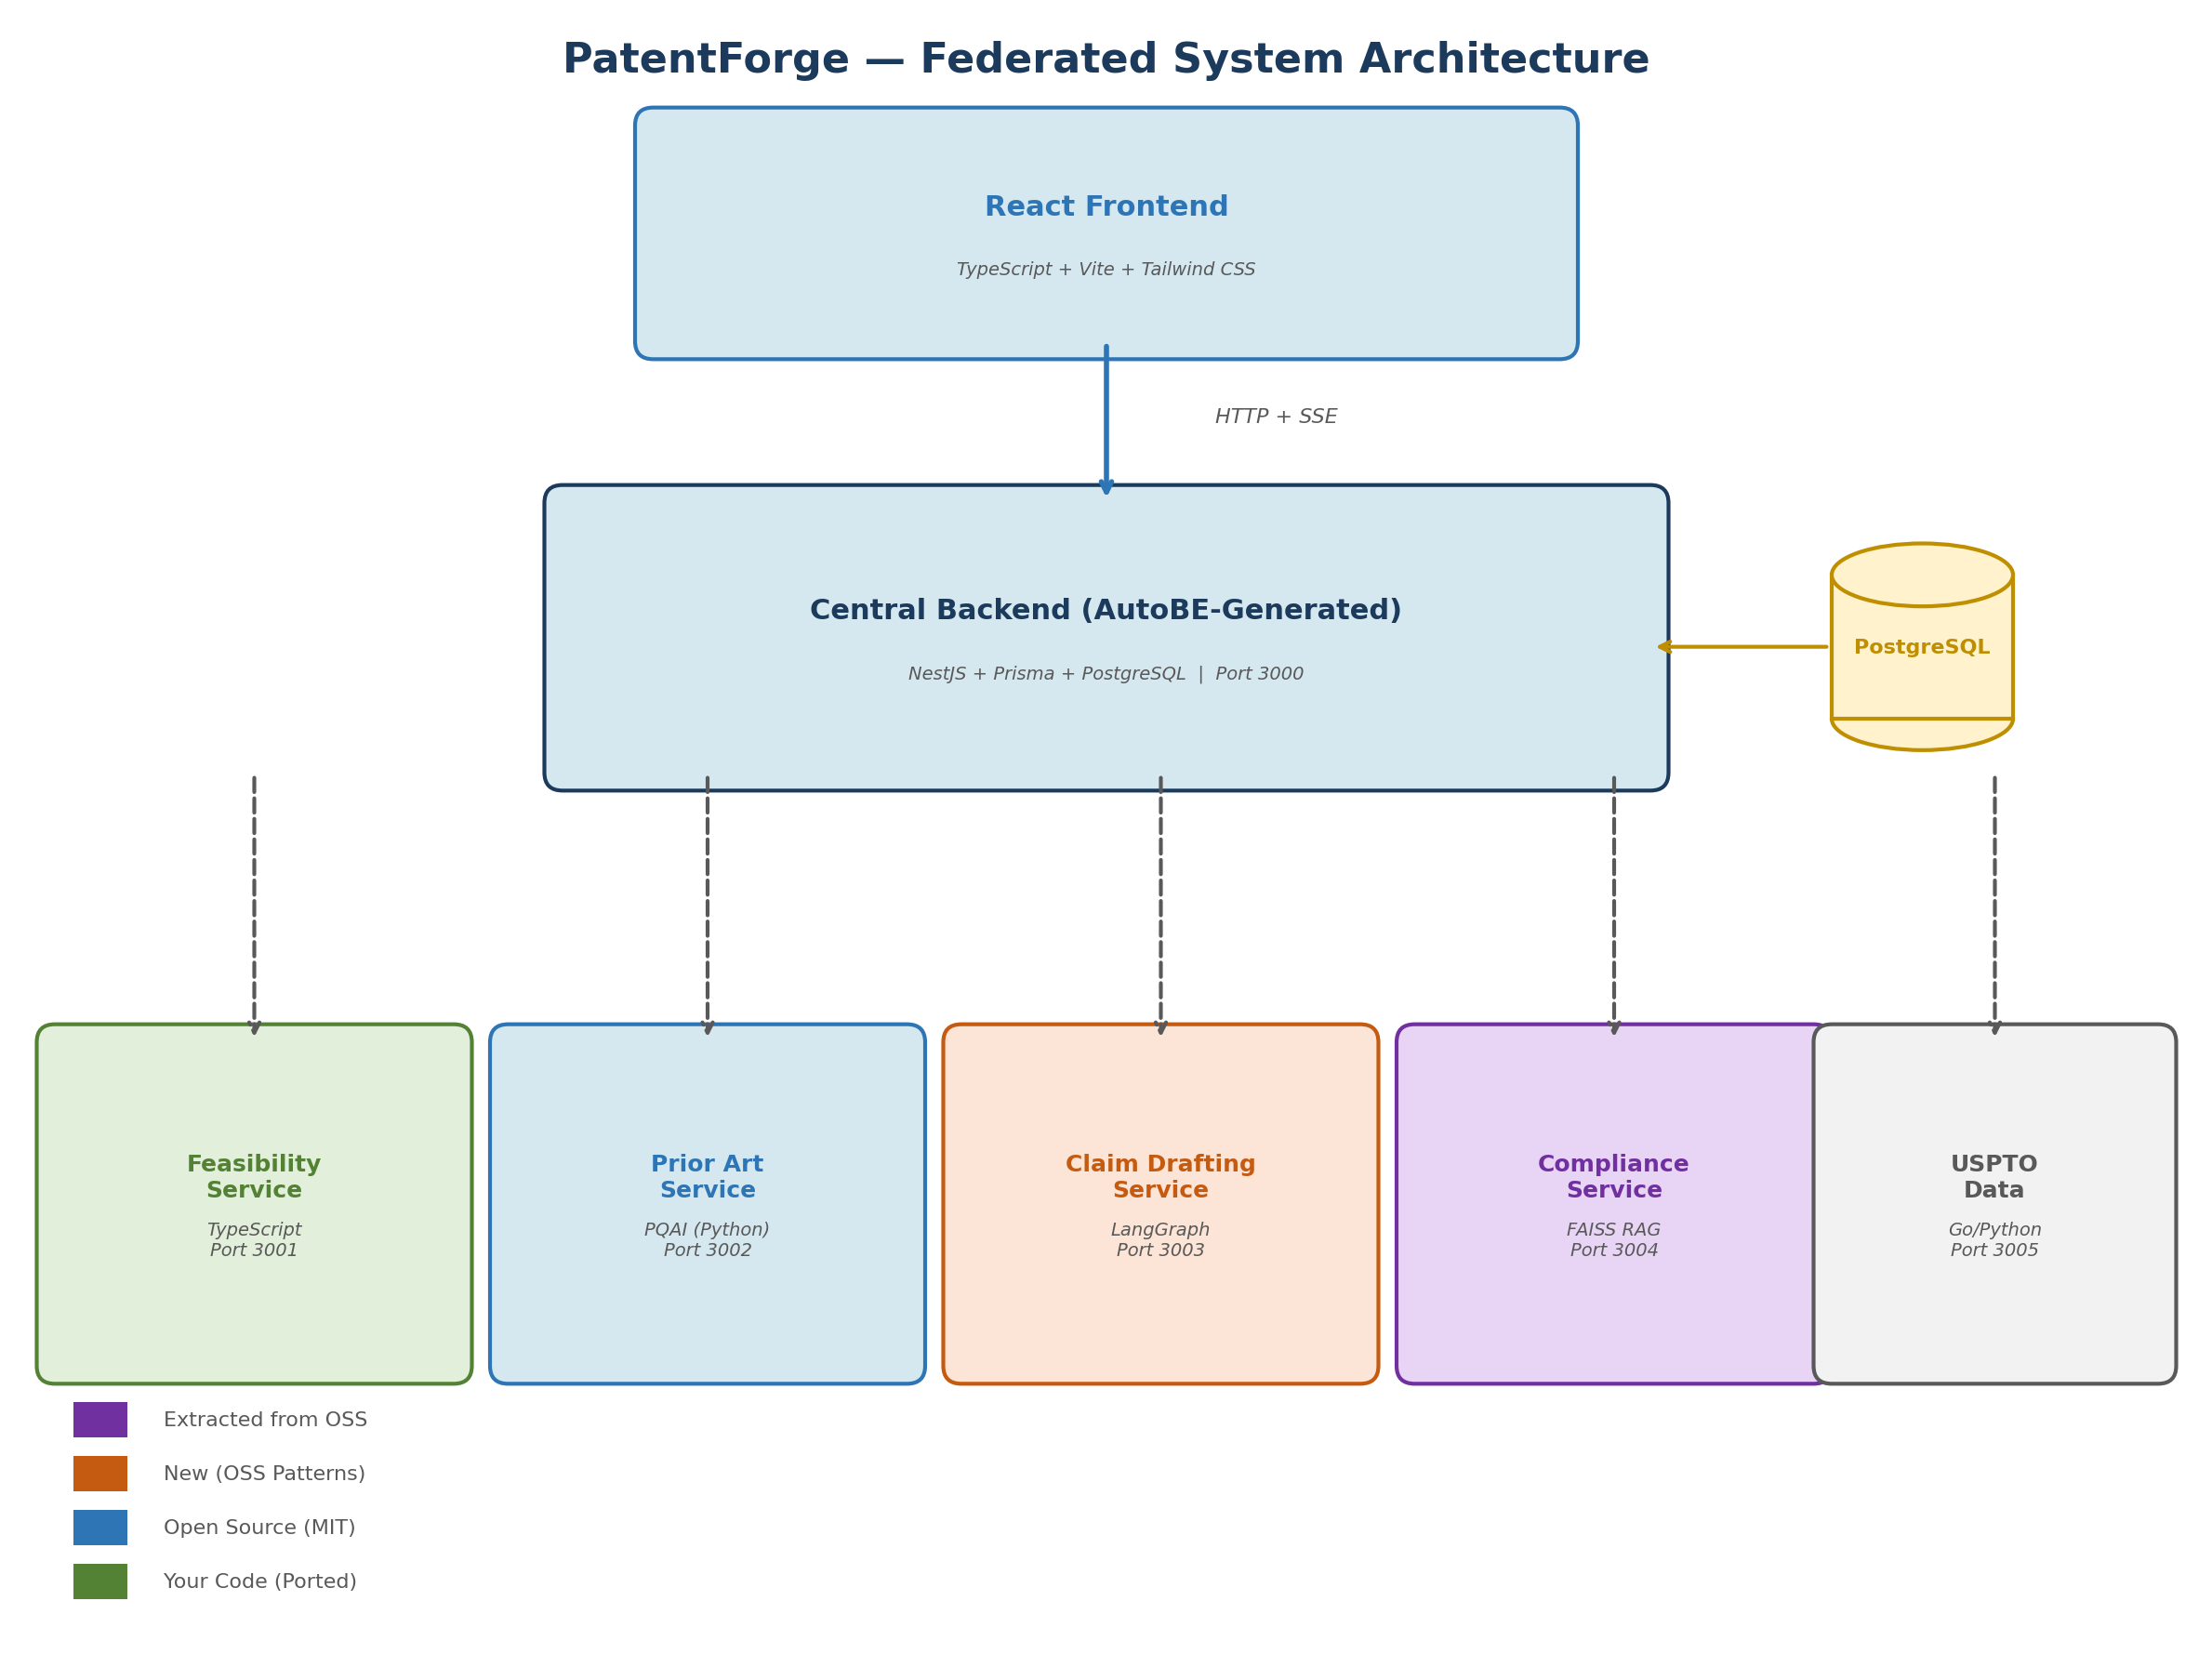 PatentForge — Federated System Architecture
React Frontend
TypeScript + Vite + Tailwind CSS
HTTP + SSE
Central Backend (AutoBE-Generated)
NestJS + Prisma + PostgreSQL | Port 3000
PostgreSQL
Feasibility
Service
TypeScript
Port 3001
Prior Art
Service
PQAI (Python)
Port 3002
Claim Drafting
Service
LangGraph
Port 3003
Compliance
Service
FAISS RAG
Port 3004
USPTO
Data
Go/Python
Port 3005
Extracted from OSS
New (OSS Patterns)
Open Source (MIT)
Your Code (Ported)